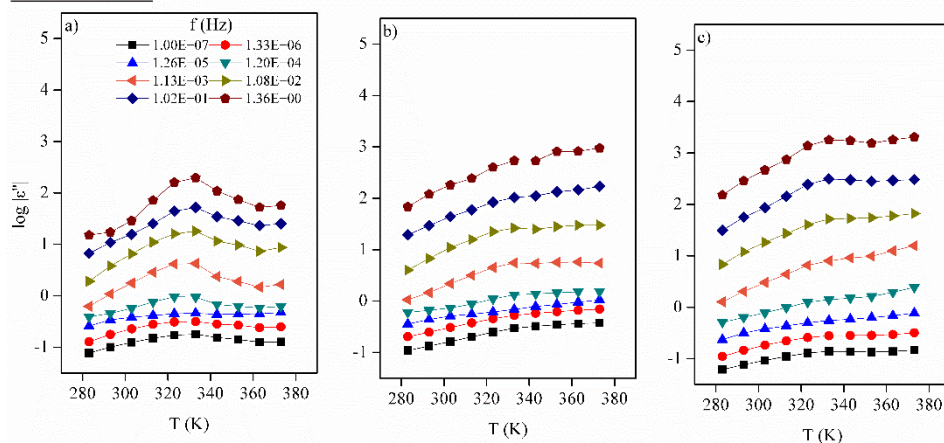 a) f (Hz)
1.00E−07 1.33E−06
1.26E−05 1.20E−04
1.13E−03 1.08E−02
1.02E−01 1.36E−00
5
4
3
2
1
0
-1
log |ε"|
280 300 320 340 360 380
T (K)
b)
5
4
3
2
1
0
-1
280 300 320 340 360 380
T (K)
c)
5
4
3
2
1
0
-1
280 300 320 340 360 380
T (K)